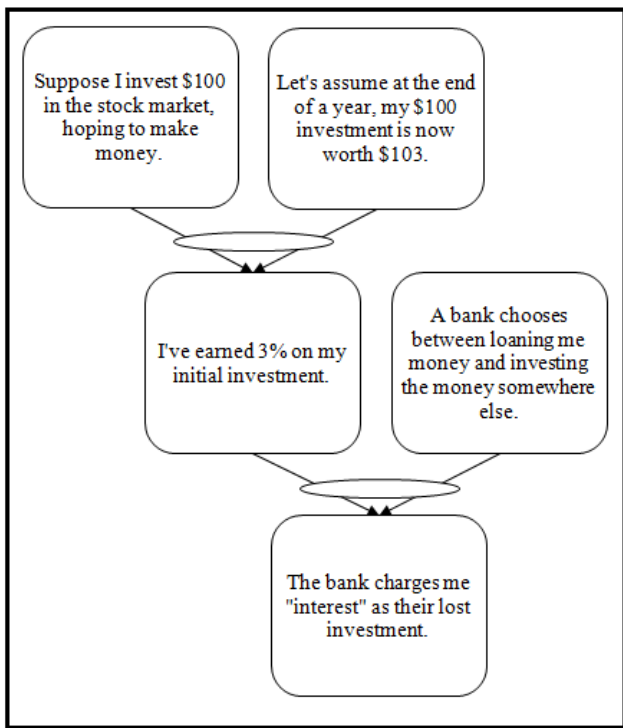 Suppose I invest $100
in the stock market,
hoping to make
money.
Let's assume at the end
of a year, my $100
investment is now
worth $103.
I've earned 3% on my
initial investment.
A bank chooses
between loaning me
money and investing
the money somewhere
else.
The bank charges me
"interest" as their lost
investment.